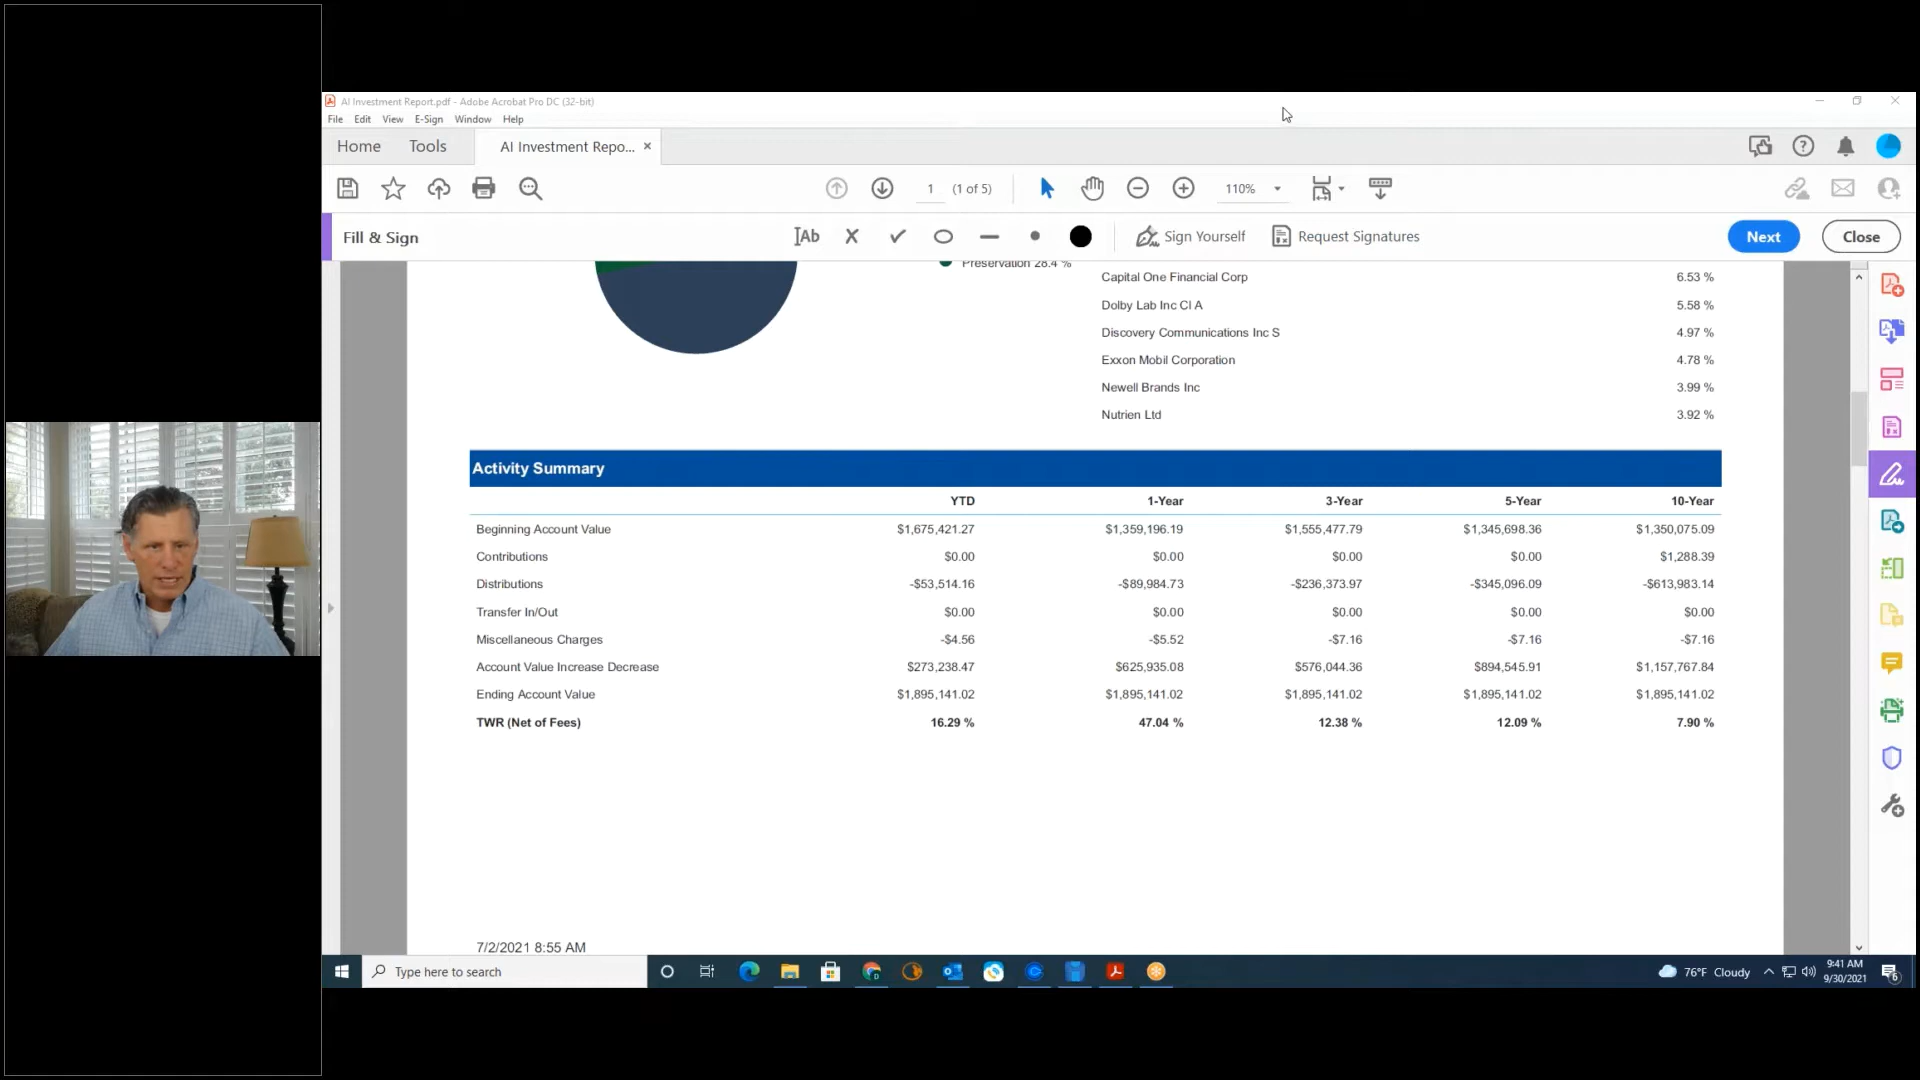 AI Investment Report.pdf - Adobe Acrobat Pro DC (32-bit)
File Edit View E-Sign Window Help
Home Tools AI Investment Repo... ×
1 (1 of 5) 110%
Fill & Sign Ab Sign Yourself Request Signatures Next Close
Preservation 28.4 %
Capital One Financial Corp 6.53 %
Dolby Lab Inc Cl A 5.58 %
Discovery Communications Inc S 4.97 %
Exxon Mobil Corporation 4.78 %
Newell Brands Inc 3.99 %
Nutrien Ltd 3.92 %
Activity Summary
YTD 1-Year 3-Year 5-Year 10-Year
Beginning Account Value $1,675,421.27 $1,359,196.19 $1,555,477.79 $1,345,698.36 $1,350,075.09
Contributions $0.00 $0.00 $0.00 $0.00 $1,288.39
Distributions -$53,514.16 -$89,984.73 -$236,373.97 -$345,096.09 -$613,983.14
Transfer In/Out $0.00 $0.00 $0.00 $0.00 $0.00
Miscellaneous Charges -$4.56 -$5.52 -$7.16 -$7.16 -$7.16
Account Value Increase Decrease $273,238.47 $625,935.08 $576,044.36 $894,545.91 $1,157,767.84
Ending Account Value $1,895,141.02 $1,895,141.02 $1,895,141.02 $1,895,141.02 $1,895,141.02
TWR (Net of Fees) 16.29 % 47.04 % 12.38 % 12.09 % 7.90 %
7/2/2021 8:55 AM
Type here to search
76°F Cloudy
9:41 AM
9/30/2021
6